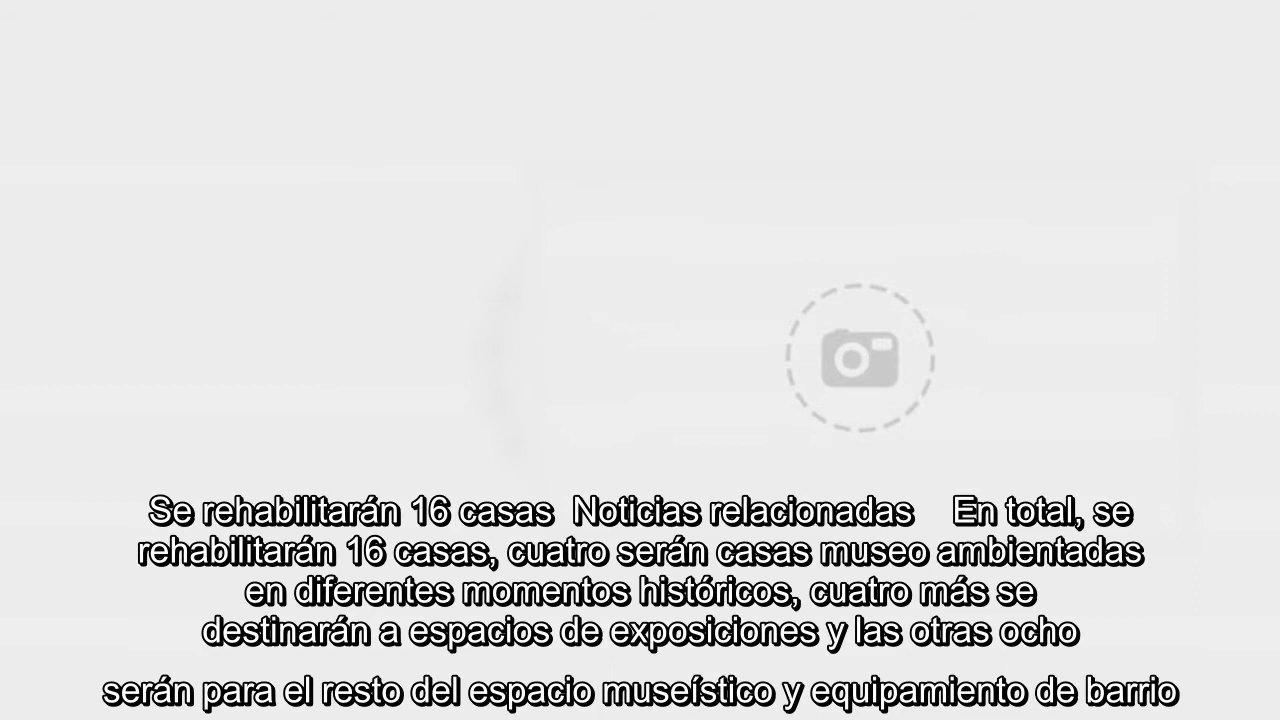 Se rehabilitarán 16 casas  Noticias relacionadas    En total, se
rehabilitarán 16 casas, cuatro serán casas museo ambientadas
en diferentes momentos históricos, cuatro más se
destinarán a espacios de exposiciones y las otras ocho
serán para el resto del espacio museístico y equipamiento de barrio